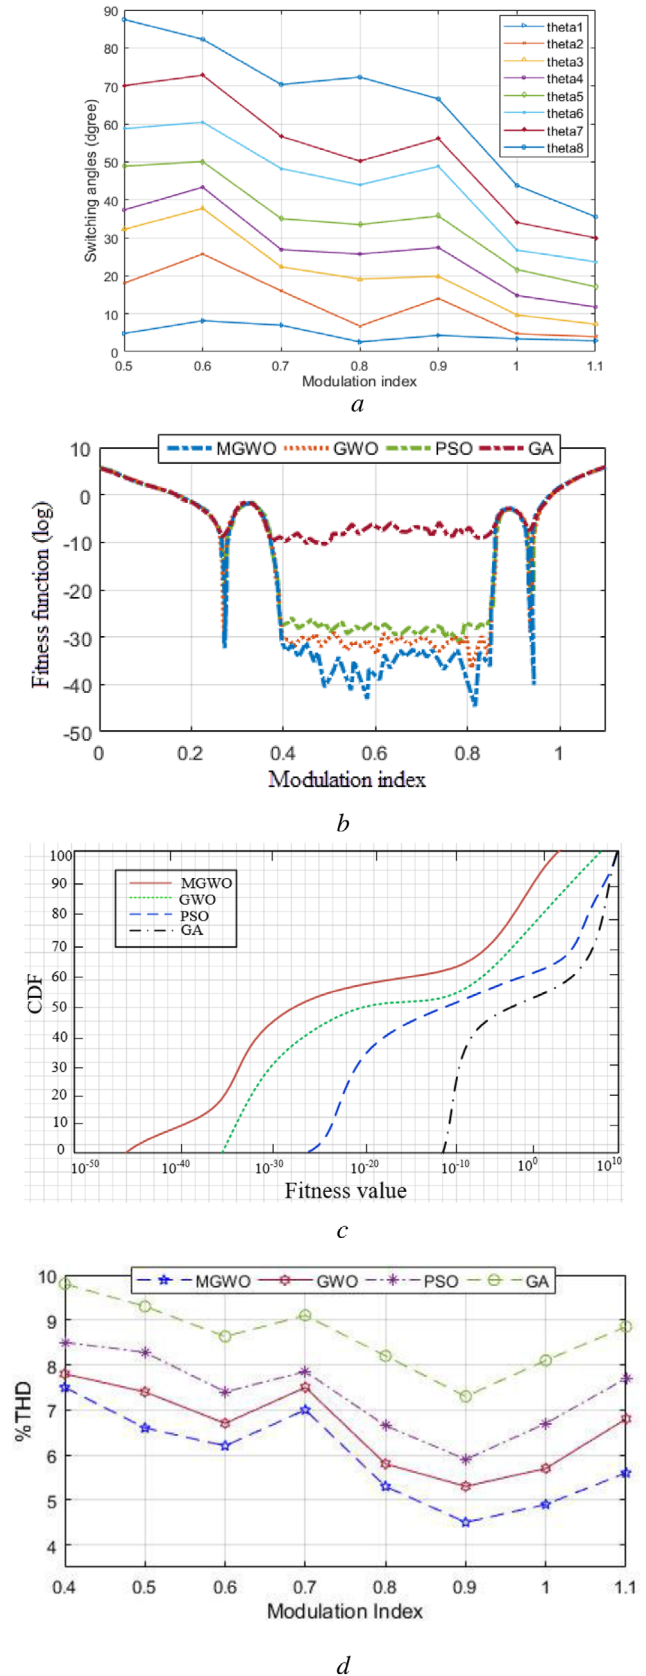 90
80
70
60
50
40
30
20
10
0
Switching angles (dgree)
theta1
theta2
theta3
theta4
theta5
theta6
theta7
theta8
0.5 0.6 0.7 0.8 0.9 1 1.1
Modulation index
a
MGWO GWO PSO GA
10
0
-10
-20
-30
-40
-50
Fitness function (log)
0 0.2 0.4 0.6 0.8 1
Modulation index
b
100
90
80
70
60
50
40
30
20
10
0
CDF
MGWO
GWO
PSO
GA
10^-50 10^-40 10^-30 10^-20 10^-10 10^0 10^10
Fitness value
c
MGWO GWO PSO GA
10
9
8
7
6
5
4
%THD
0.4 0.5 0.6 0.7 0.8 0.9 1 1.1
Modulation Index
d